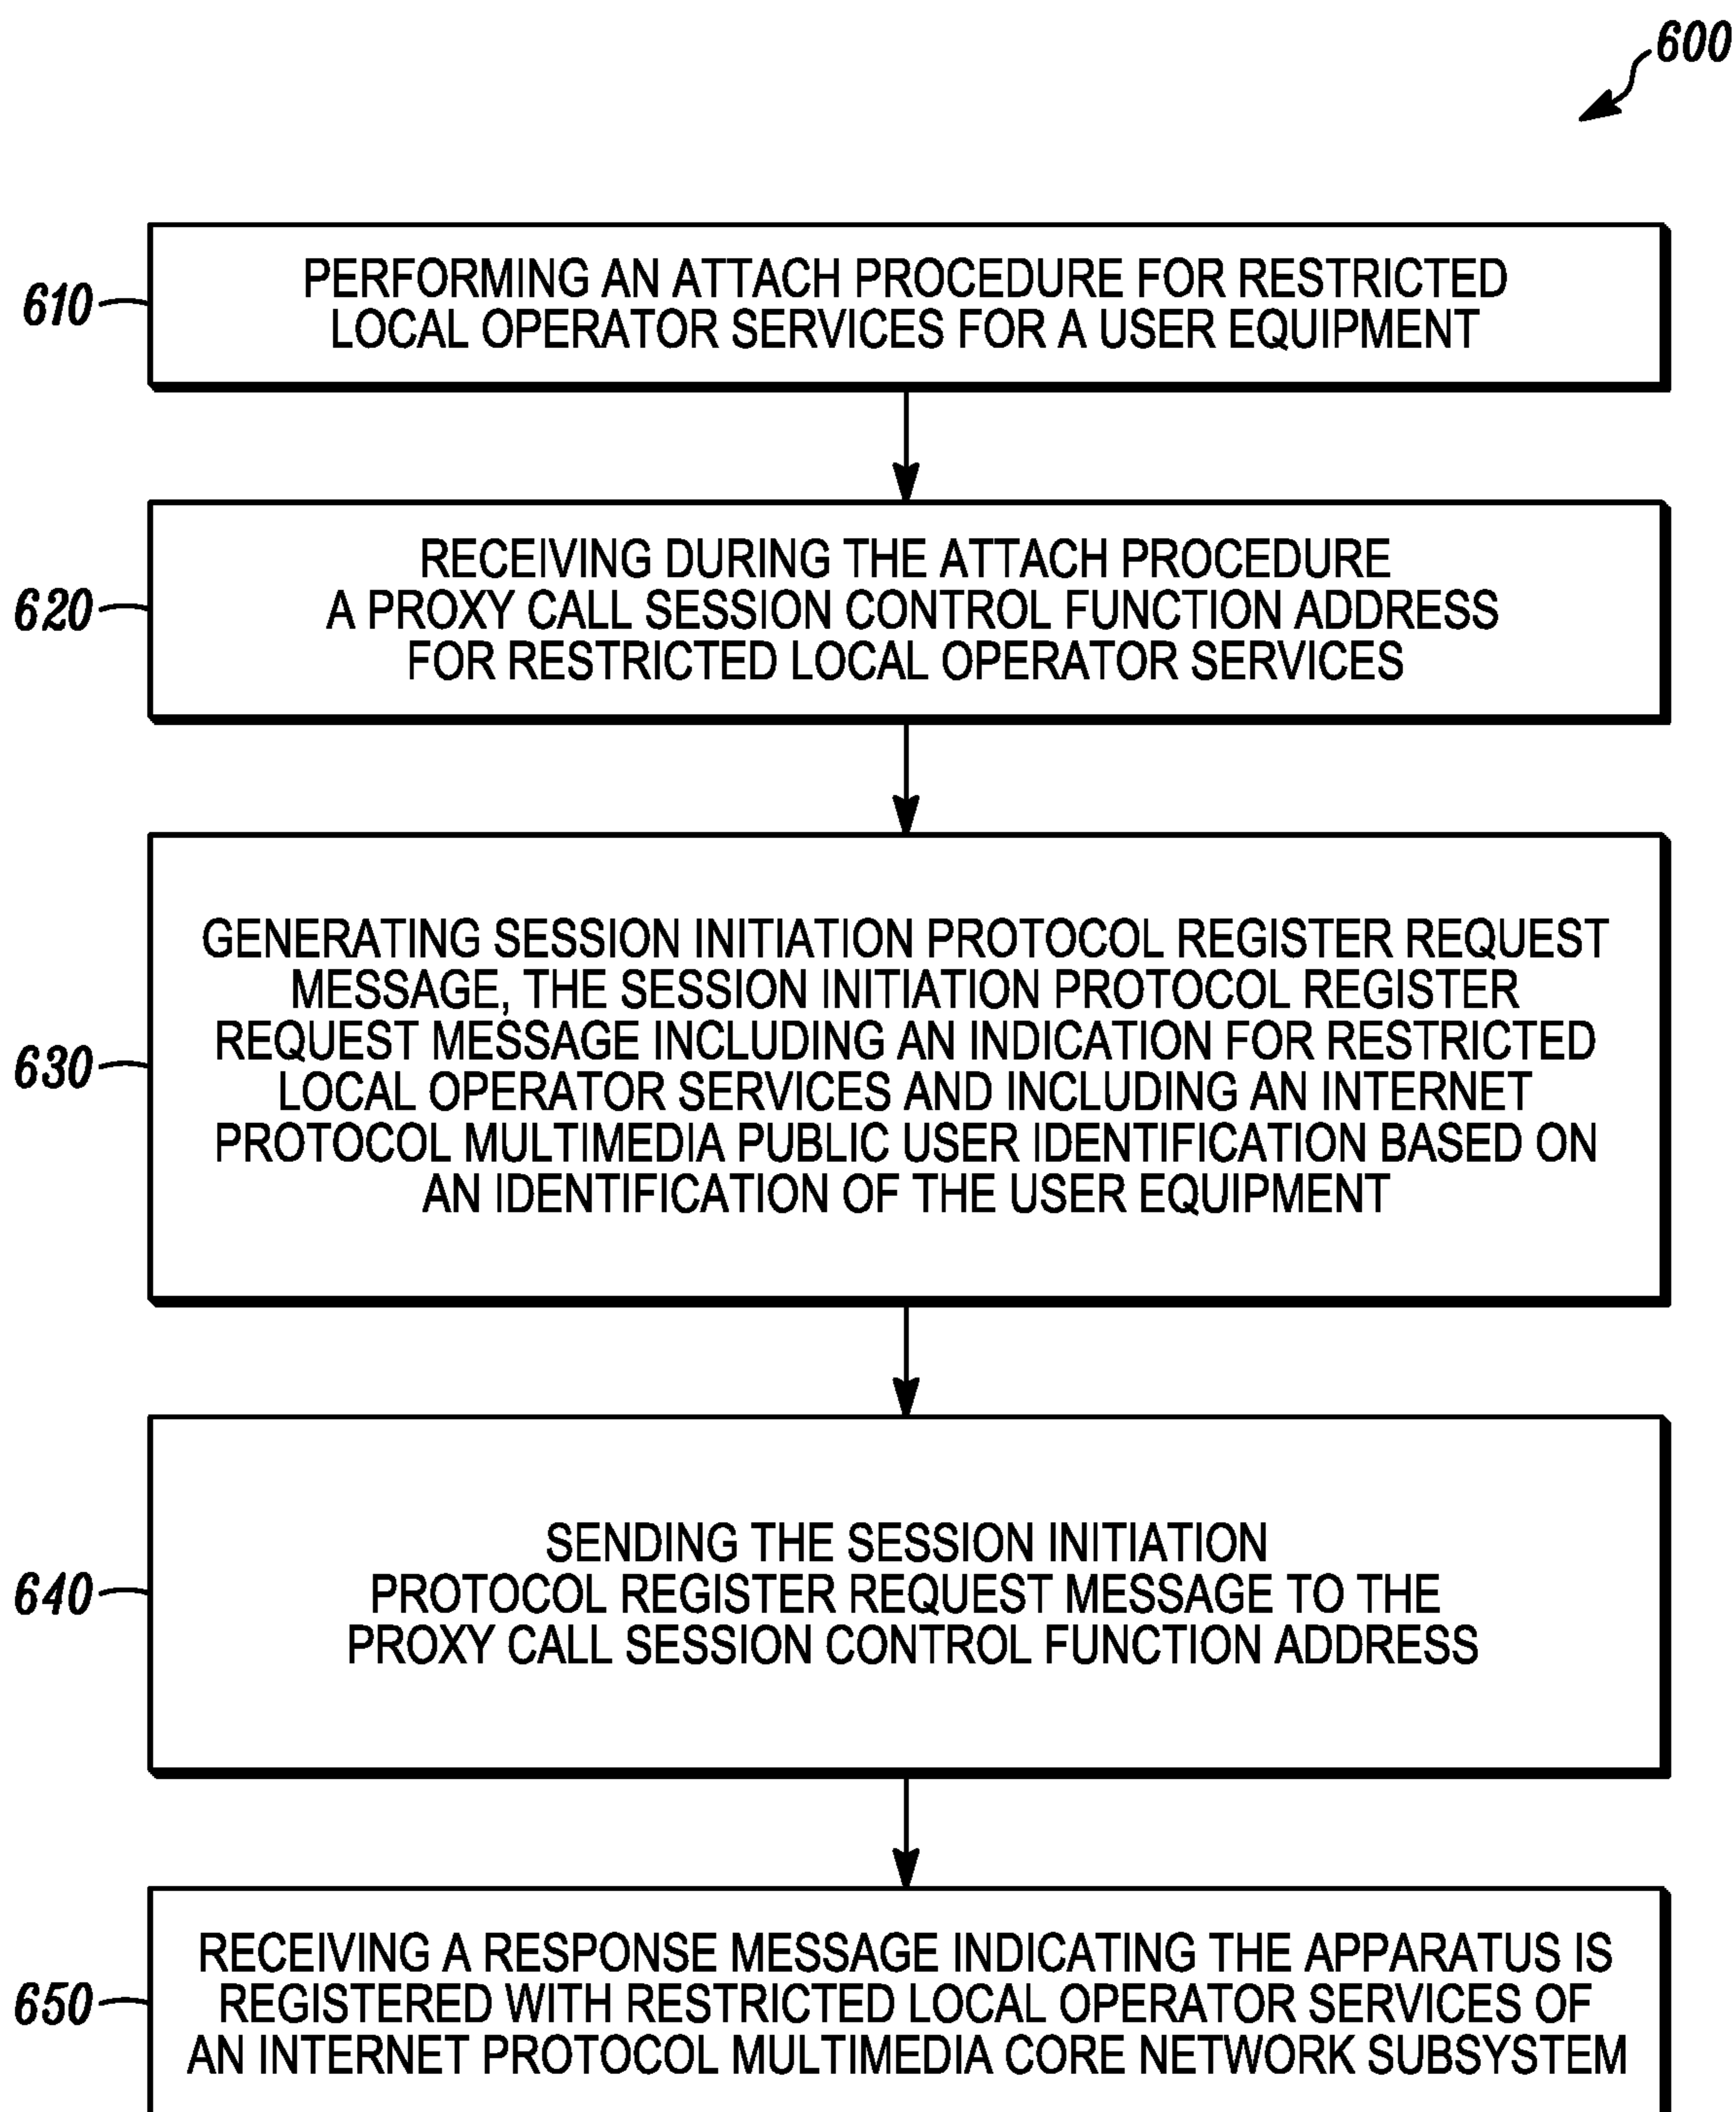 600
610
PERFORMING AN ATTACH PROCEDURE FOR RESTRICTED
LOCAL OPERATOR SERVICES FOR A USER EQUIPMENT
620
RECEIVING DURING THE ATTACH PROCEDURE
A PROXY CALL SESSION CONTROL FUNCTION ADDRESS
FOR RESTRICTED LOCAL OPERATOR SERVICES
630
GENERATING SESSION INITIATION PROTOCOL REGISTER REQUEST
MESSAGE, THE SESSION INITIATION PROTOCOL REGISTER
REQUEST MESSAGE INCLUDING AN INDICATION FOR RESTRICTED
LOCAL OPERATOR SERVICES AND INCLUDING AN INTERNET
PROTOCOL MULTIMEDIA PUBLIC USER IDENTIFICATION BASED ON
AN IDENTIFICATION OF THE USER EQUIPMENT
640
SENDING THE SESSION INITIATION
PROTOCOL REGISTER REQUEST MESSAGE TO THE
PROXY CALL SESSION CONTROL FUNCTION ADDRESS
650
RECEIVING A RESPONSE MESSAGE INDICATING THE APPARATUS IS
REGISTERED WITH RESTRICTED LOCAL OPERATOR SERVICES OF
AN INTERNET PROTOCOL MULTIMEDIA CORE NETWORK SUBSYSTEM